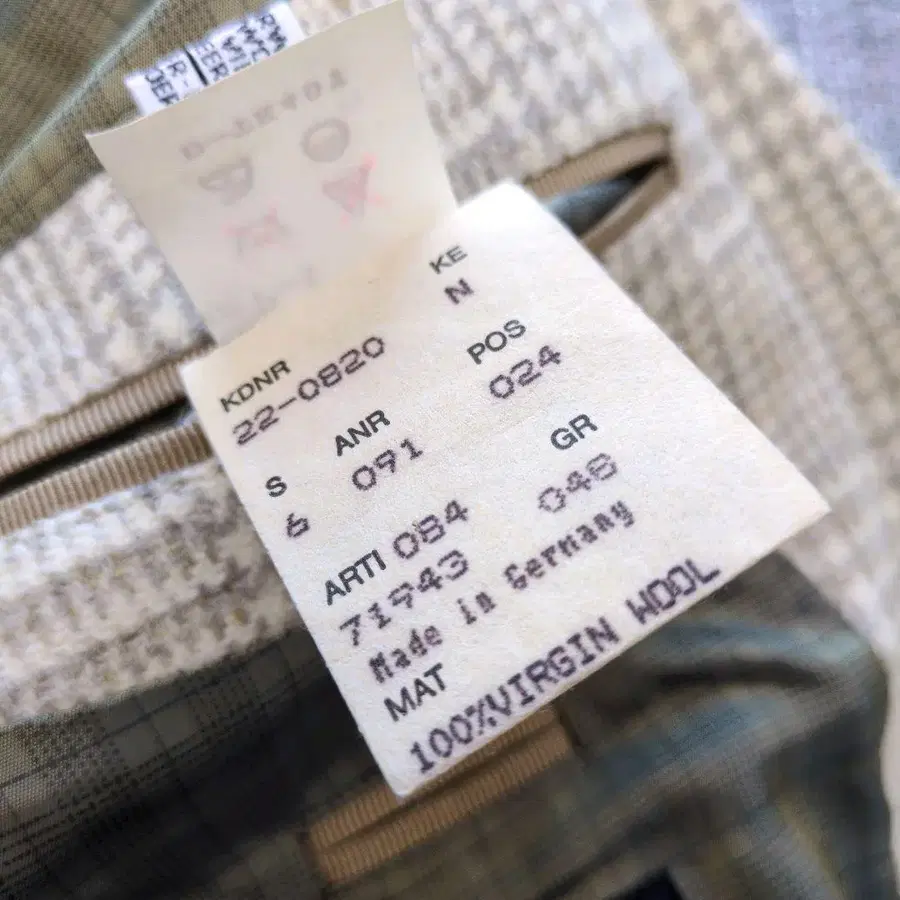 KDNR
KE
22-0820
N
S
ANR
POS
6
091
024
ARTI 084
GR
71943
048
Made in Germany
MAT
100%VIRGIN WOOL